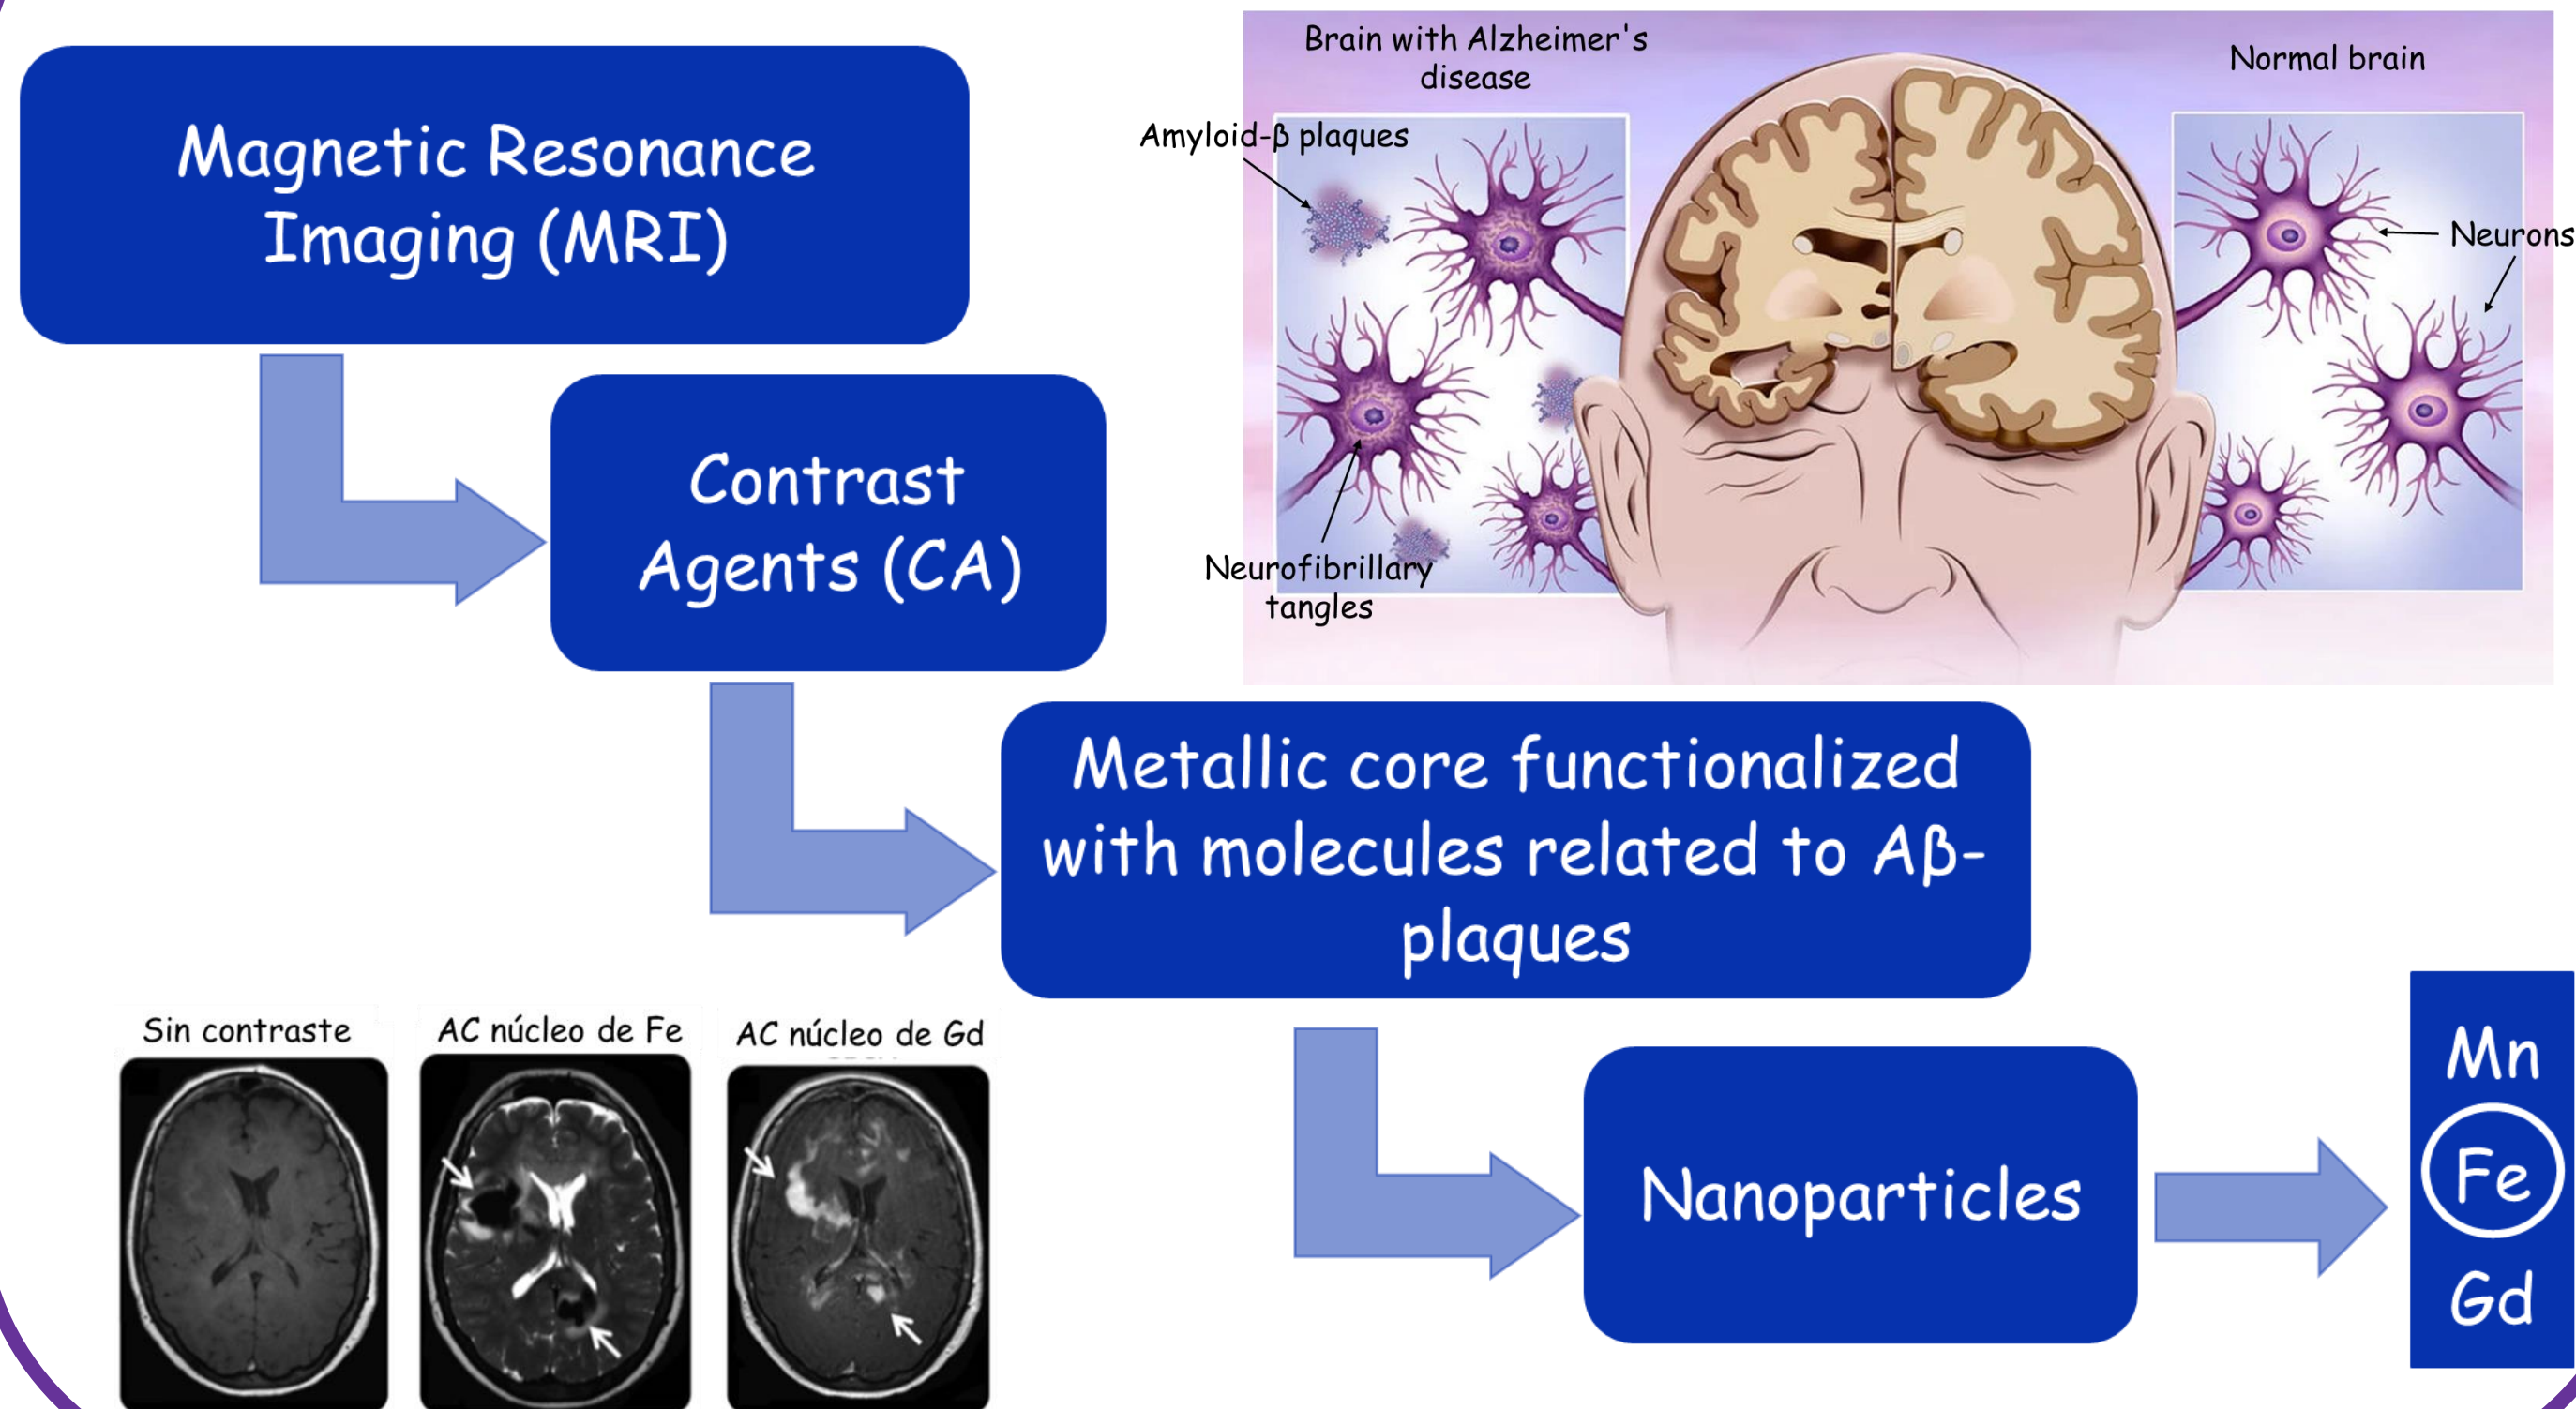 Magnetic Resonance
Imaging (MRI)
Contrast
Agents (CA)
Brain with Alzheimer's
disease
Normal brain
Amyloid-β plaques
Neurons
Neurofibrillary
tangles
Metallic core functionalized
with molecules related to Aβ-
plaques
Sin contraste
AC núcleo de Fe
AC núcleo de Gd
Nanoparticles
Mn
Fe
Gd